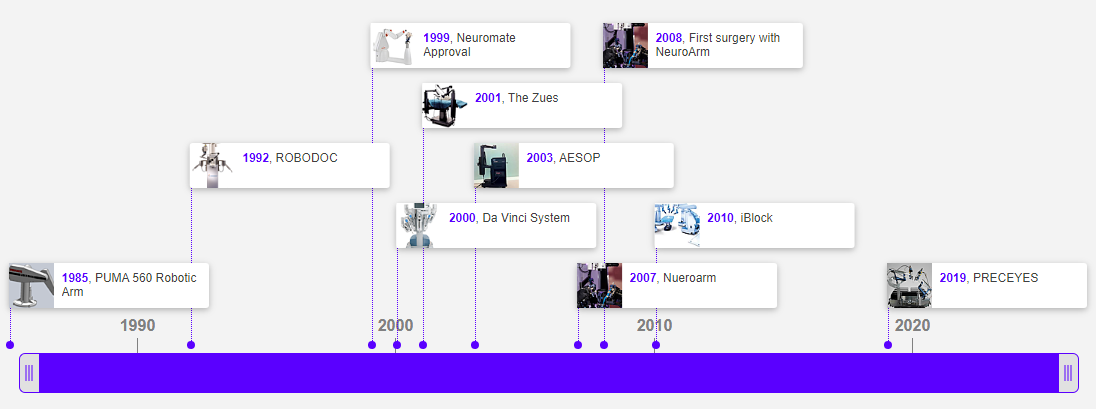 1999, Neuromate
Approval
2008, First surgery with
NeuroArm
2001, The Zues
1992, ROBODOC
2003, AESOP
2000, Da Vinci System
2010, iBlock
1985, PUMA 560 Robotic
Arm
2007, Nueroarm
2019, PRECEYES
1990
2000
2010
2020